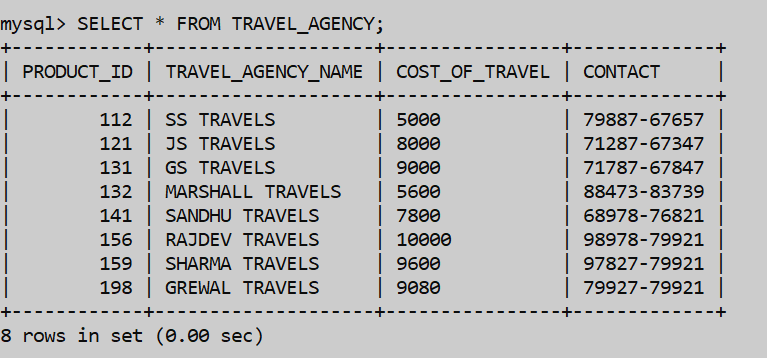 mysql> SELECT * FROM TRAVEL_AGENCY;
+------------+--------------------+---------------+-------------+
| PRODUCT_ID | TRAVEL_AGENCY_NAME | COST_OF_TRAVEL | CONTACT     |
+------------+--------------------+---------------+-------------+
|        112 | SS TRAVELS         | 5000           | 79887-67657 |
|        121 | JS TRAVELS         | 8000           | 71287-67347 |
|        131 | GS TRAVELS         | 9000           | 71787-67847 |
|        132 | MARSHALL TRAVELS   | 5600           | 88473-83739 |
|        141 | SANDHU TRAVELS     | 7800           | 68978-76821 |
|        156 | RAJDEV TRAVELS     | 10000          | 98978-79921 |
|        159 | SHARMA TRAVELS     | 9600           | 97827-79921 |
|        198 | GREWAL TRAVELS     | 9080           | 79927-79921 |
+------------+--------------------+---------------+-------------+
8 rows in set (0.00 sec)